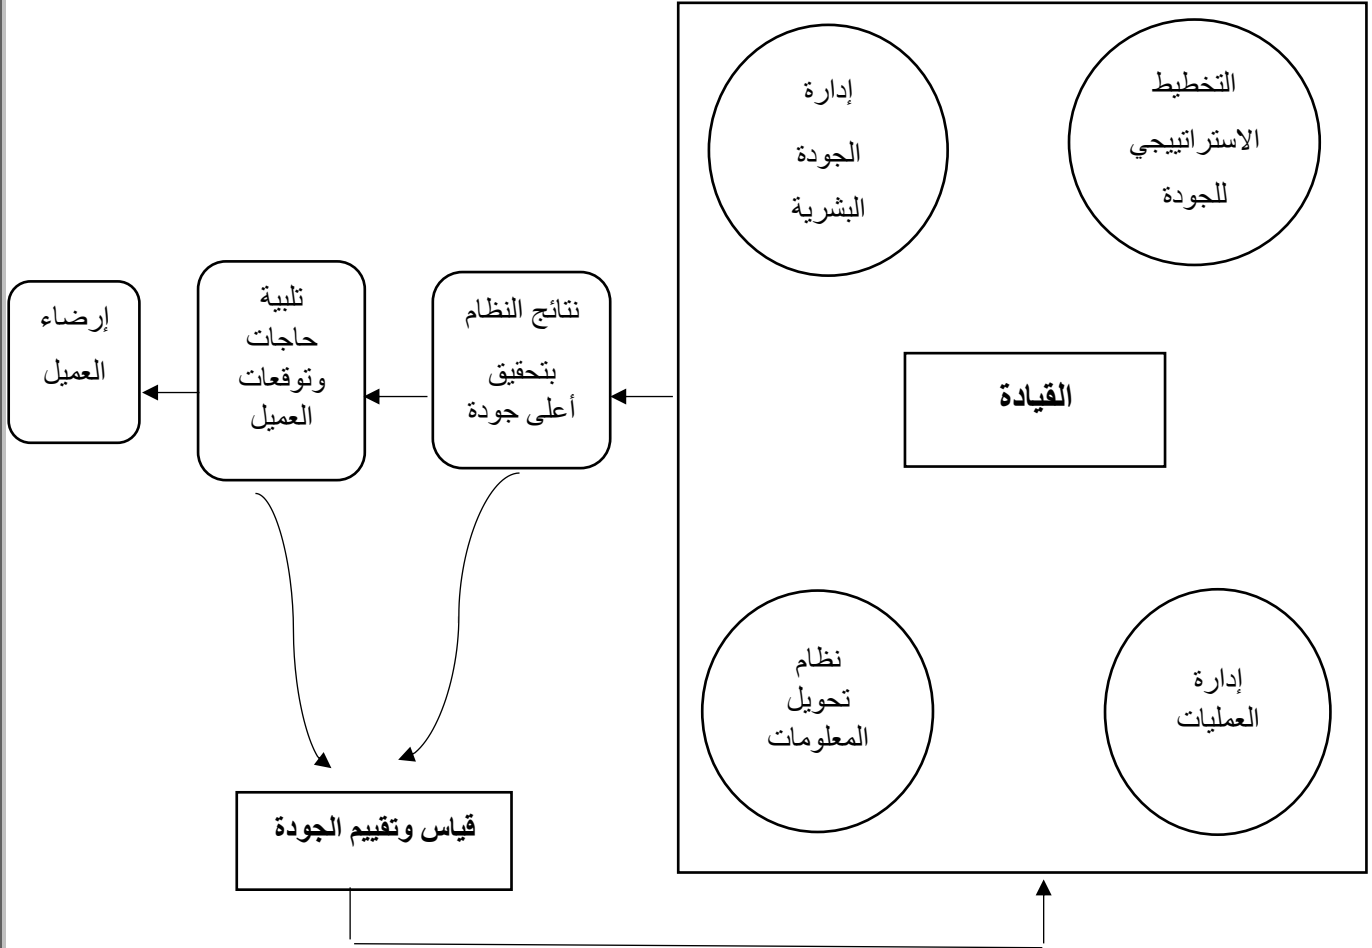 التخطيط
الاستراتيجي
للجودة
إدارة
الجودة
البشرية
القيادة
إدارة
العمليات
نظام
تحويل
المعلومات
نتائج النظام
بتحقيق
أعلى جودة
تلبية
حاجات
وتوقعات
العميل
إرضاء
العميل
قياس وتقييم الجودة